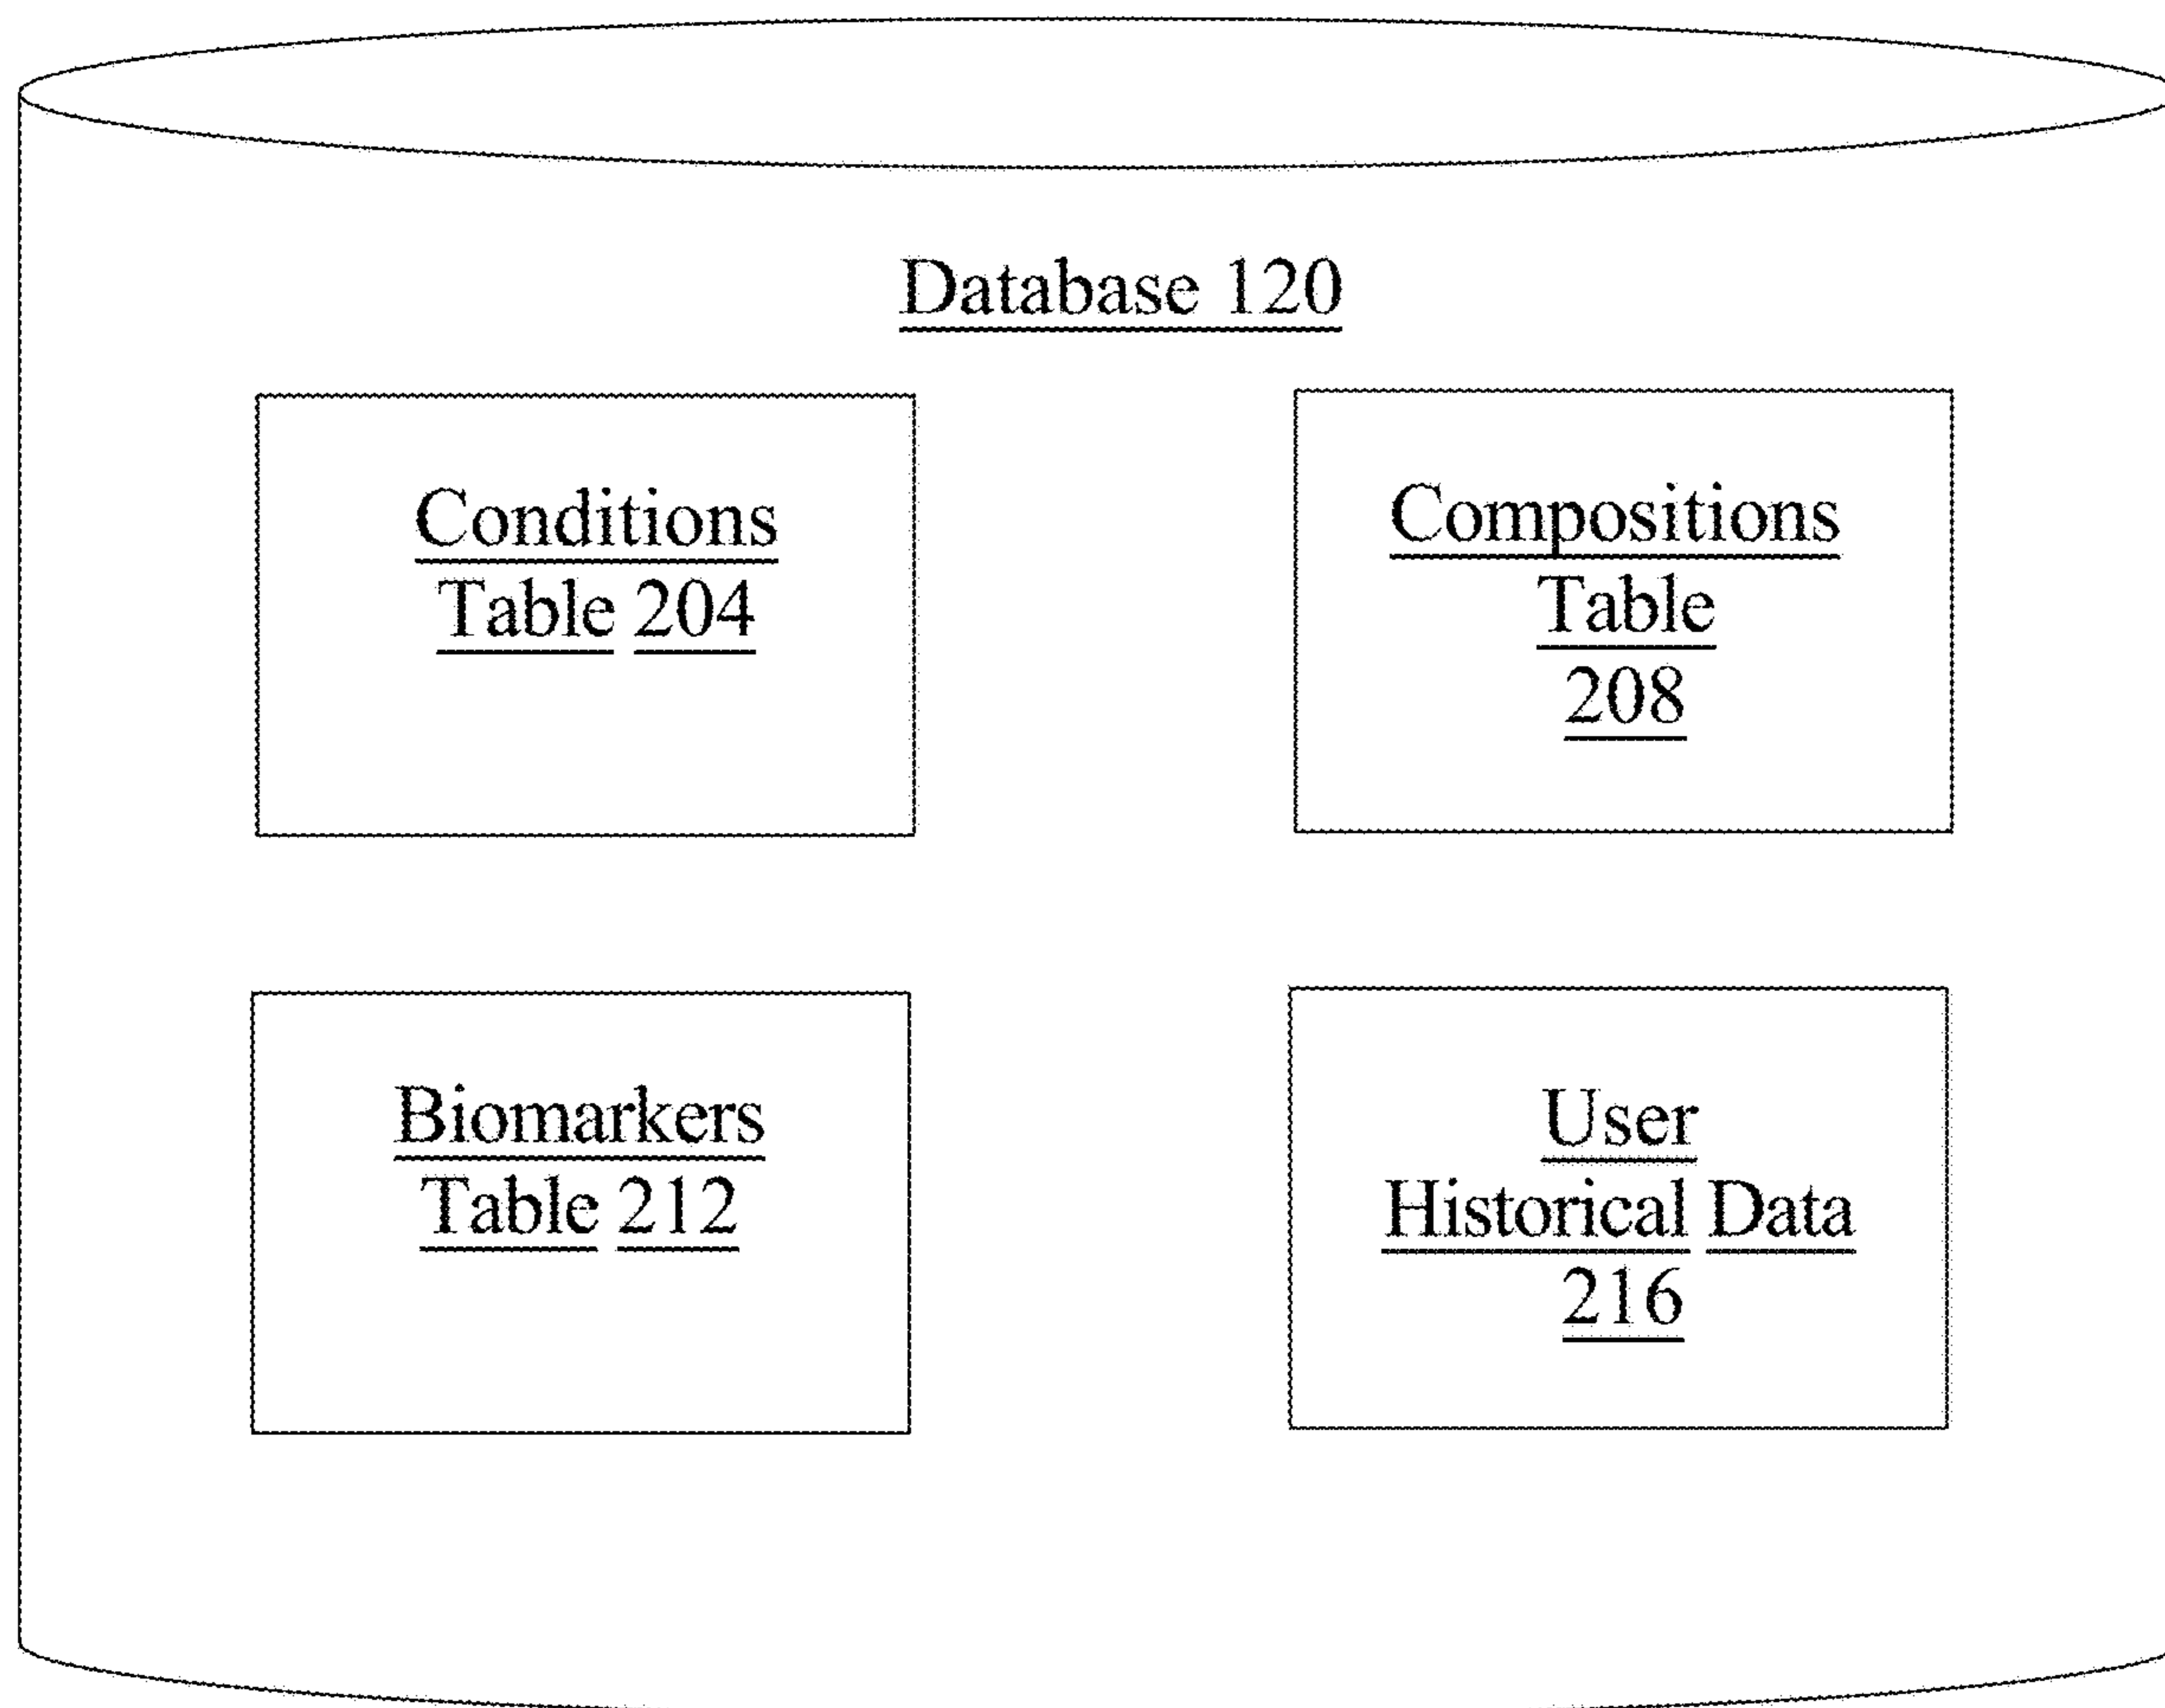 Database 120
Conditions
Table 204
Compositions
Table
208
Biomarkers
Table 212
User
Historical Data
216